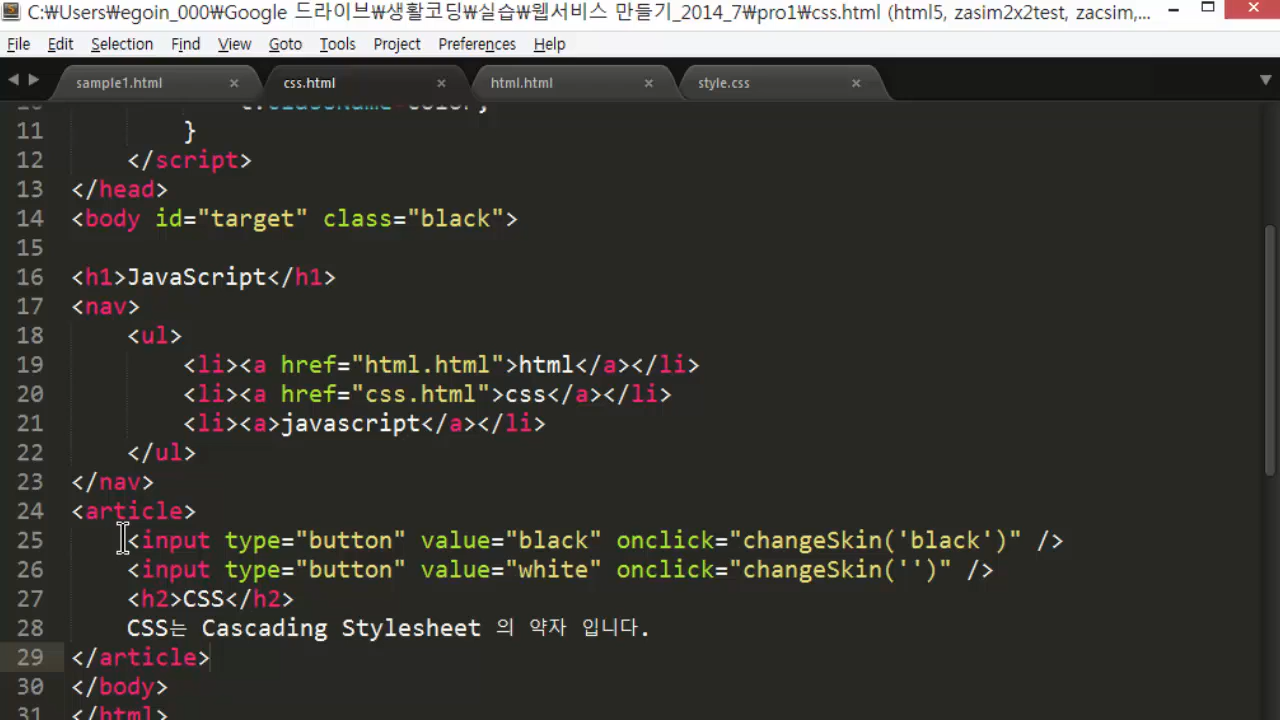 C:₩Users₩egoin_000₩Google 드라이브₩생활코딩₩실습₩웹서비스 만들기_2014_7₩pro1₩css.html (html5, zasim2x2test, zacsim,...
File Edit Selection Find View Goto Tools Project Preferences Help
sample1.html × css.html × html.html × style.css ×
11 }
12 </script>
13 </head>
14 <body id="target" class="black">
15
16 <h1>JavaScript</h1>
17 <nav>
18 <ul>
19 <li><a href="html.html">html</a></li>
20 <li><a href="css.html">css</a></li>
21 <li><a>javascript</a></li>
22 </ul>
23 </nav>
24 <article>
25 <input type="button" value="black" onclick="changeSkin('black')" />
26 <input type="button" value="white" onclick="changeSkin('')" />
27 <h2>CSS</h2>
28 CSS는 Cascading Stylesheet 의 약자 입니다.
29 </article>
30 </body>
31 </html>